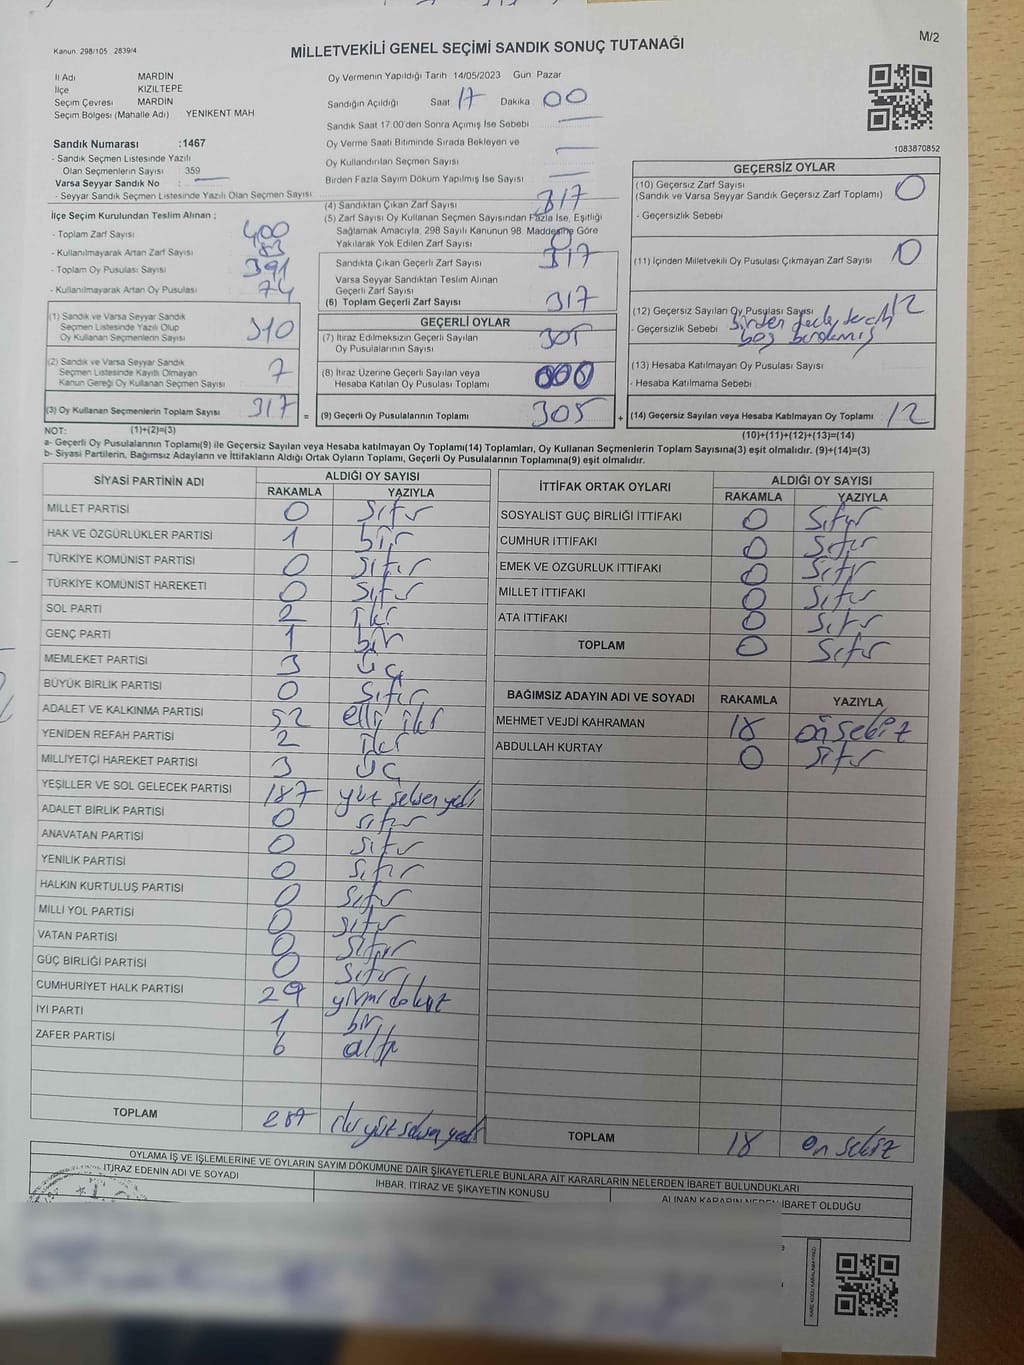 M/2
Kanun: 298/105 2839/4
MİLLETVEKİLİ GENEL SEÇİMİ SANDIK SONUÇ TUTANAĞI
İl Adı MARDİN
İlçe KIZILTEPE
Seçim Çevresi MARDİN
Seçim Bölgesi (Mahalle Adı) YENİKENT MAH
Oy Vermenin Yapıldığı Tarih 14/05/2023 Gün Pazar
Sandığın Açıldığı Saat 17 Dakika 00
Sandık Saat 17.00'den Sonra Açımış İse Sebebi
Oy Verme Saati Bitiminde Sırada Bekleyen ve
Oy Kullandırılan Seçmen Sayısı
Birden Fazla Sayım Döküm Yapılmış İse Sayısı
1083870852
Sandık Numarası :1467
- Sandık Seçmen Listesinde Yazılı
Olan Seçmenlerin Sayısı : 359
Varsa Seyyar Sandık No :
- Seyyar Sandık Seçmen Listesinde Yazılı Olan Seçmen Sayısı
İlçe Seçim Kurulundan Teslim Alınan ;
- Toplam Zarf Sayısı 400
- Kullanılmayarak Artan Zarf Sayısı 83
- Toplam Oy Pusulası Sayısı 391
- Kullanılmayarak Artan Oy Pusulası 74
(1) Sandık ve Varsa Seyyar Sandık
Seçmen Listesinde Yazılı Olup
Oy Kullanan Seçmenlerin Sayısı 310
(2) Sandık ve Varsa Seyyar Sandık
Seçmen Listesinde Kayıtlı Olmayan
Kanun Gereği Oy Kullanan Seçmen Sayısı 7
(3) Oy Kullanan Seçmenlerin Toplam Sayısı 317
(4) Sandıktan Çıkan Zarf Sayısı 317
(5) Zarf Sayısı Oy Kullanan Seçmen Sayısından Fazla İse, Eşitliği
Sağlamak Amacıyla, 298 Sayılı Kanunun 98. Maddesine Göre
Yakılarak Yok Edilen Zarf Sayısı 0
Sandıkta Çıkan Geçerli Zarf Sayısı 317
Varsa Seyyar Sandıktan Teslim Alınan
Geçerli Zarf Sayısı
(6) Toplam Geçerli Zarf Sayısı 317
GEÇERLİ OYLAR
(7) İtiraz Edilmeksizin Geçerli Sayılan
Oy Pusulalarının Sayısı 305
(8) İtiraz Üzerine Geçerli Sayılan veya
Hesaba Katılan Oy Pusulası Toplamı 000
= (9) Geçerli Oy Pusulalarının Toplamı 305
GEÇERSİZ OYLAR
(10) Geçersiz Zarf Sayısı
(Sandık ve Varsa Seyyar Sandık Geçersiz Zarf Toplamı) 0
- Geçersizlik Sebebi
(11) İçinden Milletvekili Oy Pusulası Çıkmayan Zarf Sayısı 0
(12) Geçersiz Sayılan Oy Pusulası Sayısı 12
- Geçersizlik Sebebi birden fazla tercih
boş
(13) Hesaba Katılmayan Oy Pusulası Sayısı
- Hesaba Katılmama Sebebi
+ (14) Geçersiz Sayılan veya Hesaba Katılmayan Oy Toplamı 12
NOT: (1)+(2)=(3)
(10)+(11)+(12)+(13)=(14)
a- Geçerli Oy Pusulalarının Toplamı(9) ile Geçersiz Sayılan veya Hesaba katılmayan Oy Toplamı(14) Toplamları, Oy Kullanan Seçmenlerin Toplam Sayısına(3) eşit olmalıdır. (9)+(14)=(3)
b- Siyasi Partilerin, Bağımsız Adayların ve İttifakların Aldığı Ortak Oyların Toplamı, Geçerli Oy Pusulalarının Toplamına(9) eşit olmalıdır.
SİYASİ PARTİNİN ADI ALDIĞI OY SAYISI
RAKAMLA YAZIYLA
MİLLET PARTİSİ 0 sıfır
HAK VE ÖZGÜRLÜKLER PARTİSİ 1 bir
TÜRKİYE KOMÜNİST PARTİSİ 0 sıfır
TÜRKİYE KOMÜNİST HAREKETİ 0 sıfır
SOL PARTİ 2 iki
GENÇ PARTİ 1 bir
MEMLEKET PARTİSİ 3 üç
BÜYÜK BİRLİK PARTİSİ 0 sıfır
ADALET VE KALKINMA PARTİSİ 52 elli iki
YENİDEN REFAH PARTİSİ 2 iki
MİLLİYETÇİ HAREKET PARTİSİ 3 üç
YEŞİLLER VE SOL GELECEK PARTİSİ 187 yüz seksen yedi
ADALET BİRLİK PARTİSİ 0 sıfır
ANAVATAN PARTİSİ 0 sıfır
YENİLİK PARTİSİ 0 sıfır
HALKIN KURTULUŞ PARTİSİ 0 sıfır
MİLLİ YOL PARTİSİ 0 sıfır
VATAN PARTİSİ 0 sıfır
GÜÇ BİRLİĞİ PARTİSİ 0 sıfır
CUMHURİYET HALK PARTİSİ 29 yirmi dokuz
İYİ PARTİ 1 bir
ZAFER PARTİSİ 6 altı
TOPLAM 287 iki yüz seksen yedi
İTTİFAK ORTAK OYLARI ALDIĞI OY SAYISI
RAKAMLA YAZIYLA
SOSYALİST GÜÇ BİRLİĞİ İTTİFAKI 0 sıfır
CUMHUR İTTİFAKI 0 sıfır
EMEK VE ÖZGÜRLÜK İTTİFAKI 0 sıfır
MİLLET İTTİFAKI 0 sıfır
ATA İTTİFAKI 0 sıfır
TOPLAM 0 sıfır
BAĞIMSIZ ADAYIN ADI VE SOYADI RAKAMLA YAZIYLA
MEHMET VEJDİ KAHRAMAN 18 on sekiz
ABDULLAH KURTAY 0 sıfır
TOPLAM 18 on sekiz
OYLAMA İŞ VE İŞLEMLERİNE VE OYLARIN SAYIM DÖKÜMÜNE DAİR ŞİKAYETLERLE BUNLARA AİT KARARLARIN NELERDEN İBARET BULUNDUKLARI
İTİRAZ EDENİN ADI VE SOYADI
İHBAR, İTİRAZ VE ŞİKAYETİN KONUSU
ALINAN KARARIN NEDEN İBARET OLDUĞU